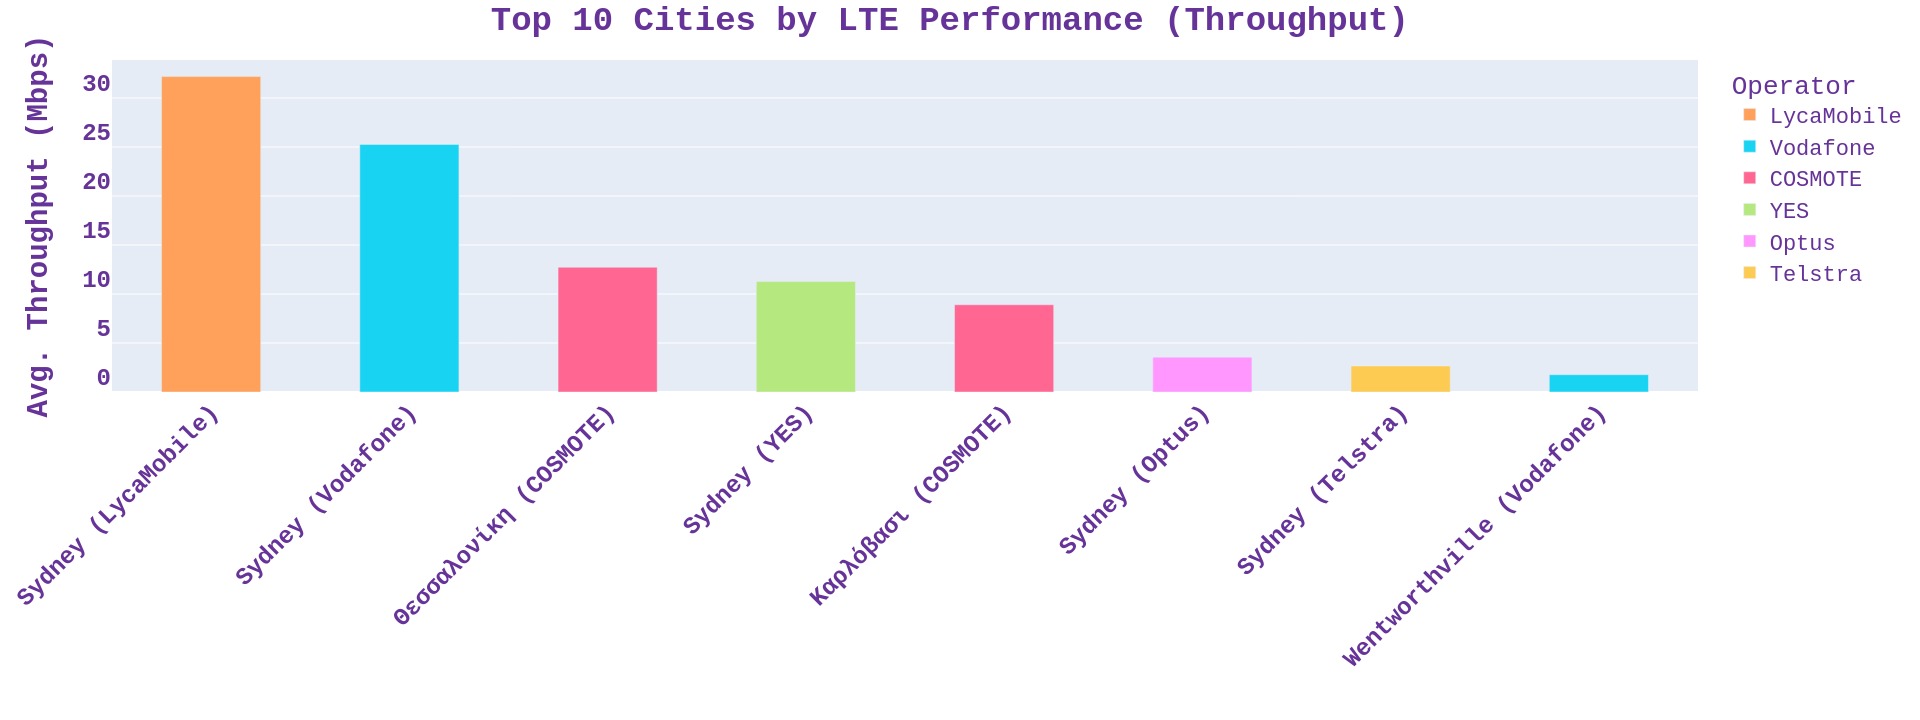 Top 10 Cities by LTE Performance (Throughput)
Avg. Throughput (Mbps)
30
25
20
15
10
5
0
Sydney (LycaMobile)
Sydney (Vodafone)
Θεσσαλονίκη (COSMOTE)
Sydney (YES)
Καρλόβασι (COSMOTE)
Sydney (Optus)
Sydney (Telstra)
Wentworthville (Vodafone)
Operator
LycaMobile
Vodafone
COSMOTE
YES
Optus
Telstra